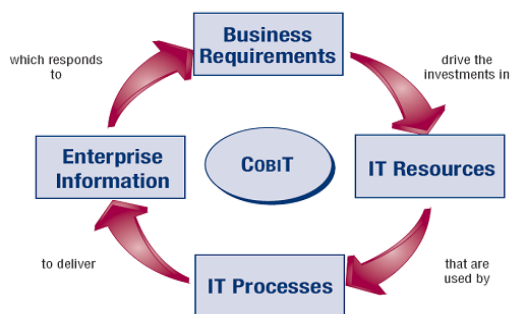 Business
Requirements
which responds
to
drive the
investments in
Enterprise
Information
COBIT
IT Resources
to deliver
that are
used by
IT Processes